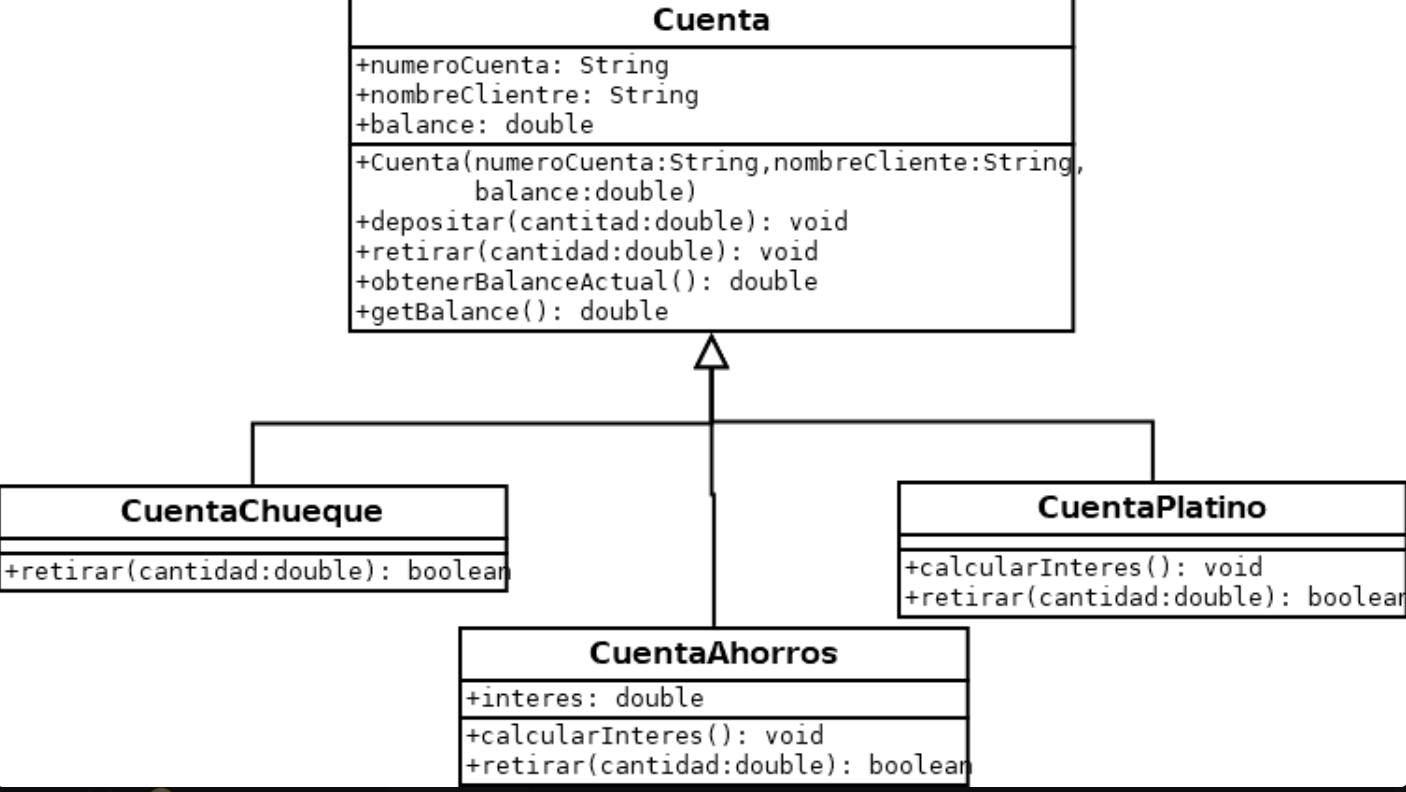 Cuenta
+numeroCuenta: String
+nombreClientre: String
+balance: double
+Cuenta(numeroCuenta:String,nombreCliente:String,
balance:double)
+depositar(cantitad:double): void
+retirar(cantidad:double): void
+obtenerBalanceActual(): double
+getBalance(): double
CuentaChueque
+retirar(cantidad:double): boolean
CuentaPlatino
+calcularInteres(): void
+retirar(cantidad:double): boolean
CuentaAhorros
+interes: double
+calcularInteres(): void
+retirar(cantidad:double): boolean